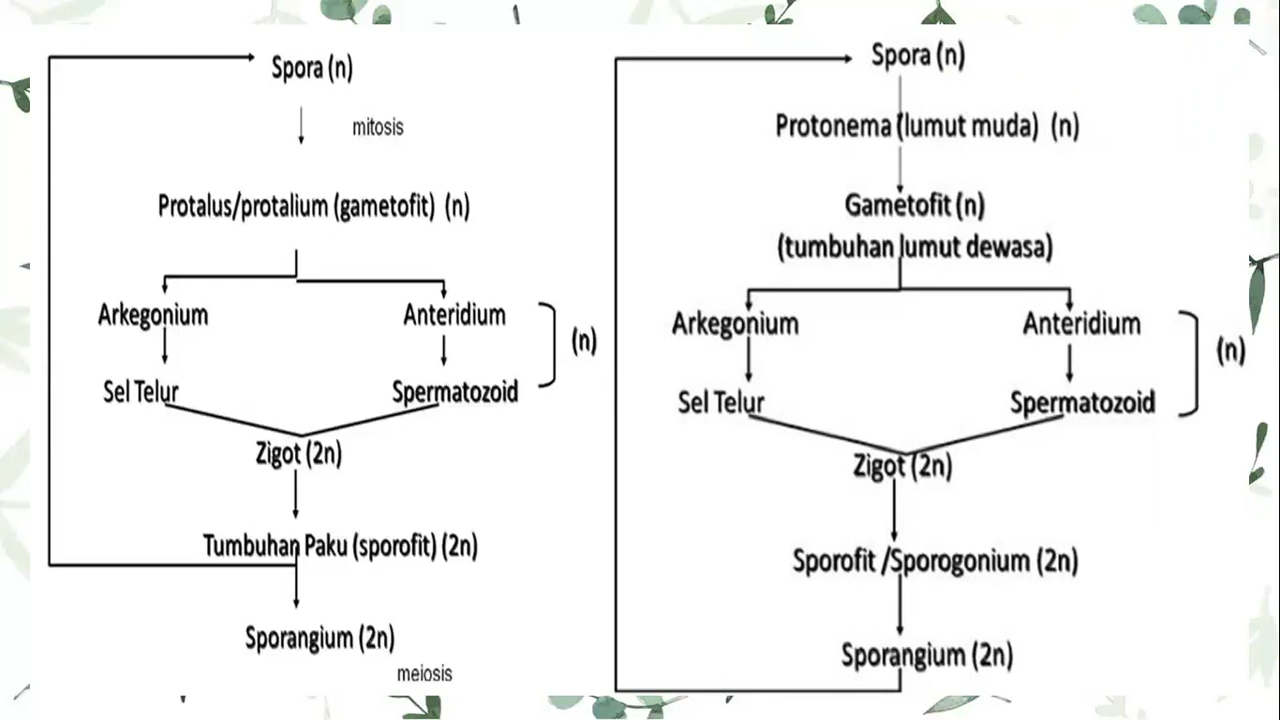 Spora (n)
mitosis
Protalus/protalium (gametofit) (n)
Arkegonium
Anteridium
(n)
Sel Telur
Spermatozoid
Zigot (2n)
Tumbuhan Paku (sporofit) (2n)
Sporangium (2n)
meiosis
Spora (n)
Protonema (lumut muda) (n)
Gametofit (n)
(tumbuhan lumut dewasa)
Arkegonium
Anteridium
(n)
Sel Telur
Spermatozoid
Zigot (2n)
Sporofit /Sporogonium (2n)
Sporangium (2n)